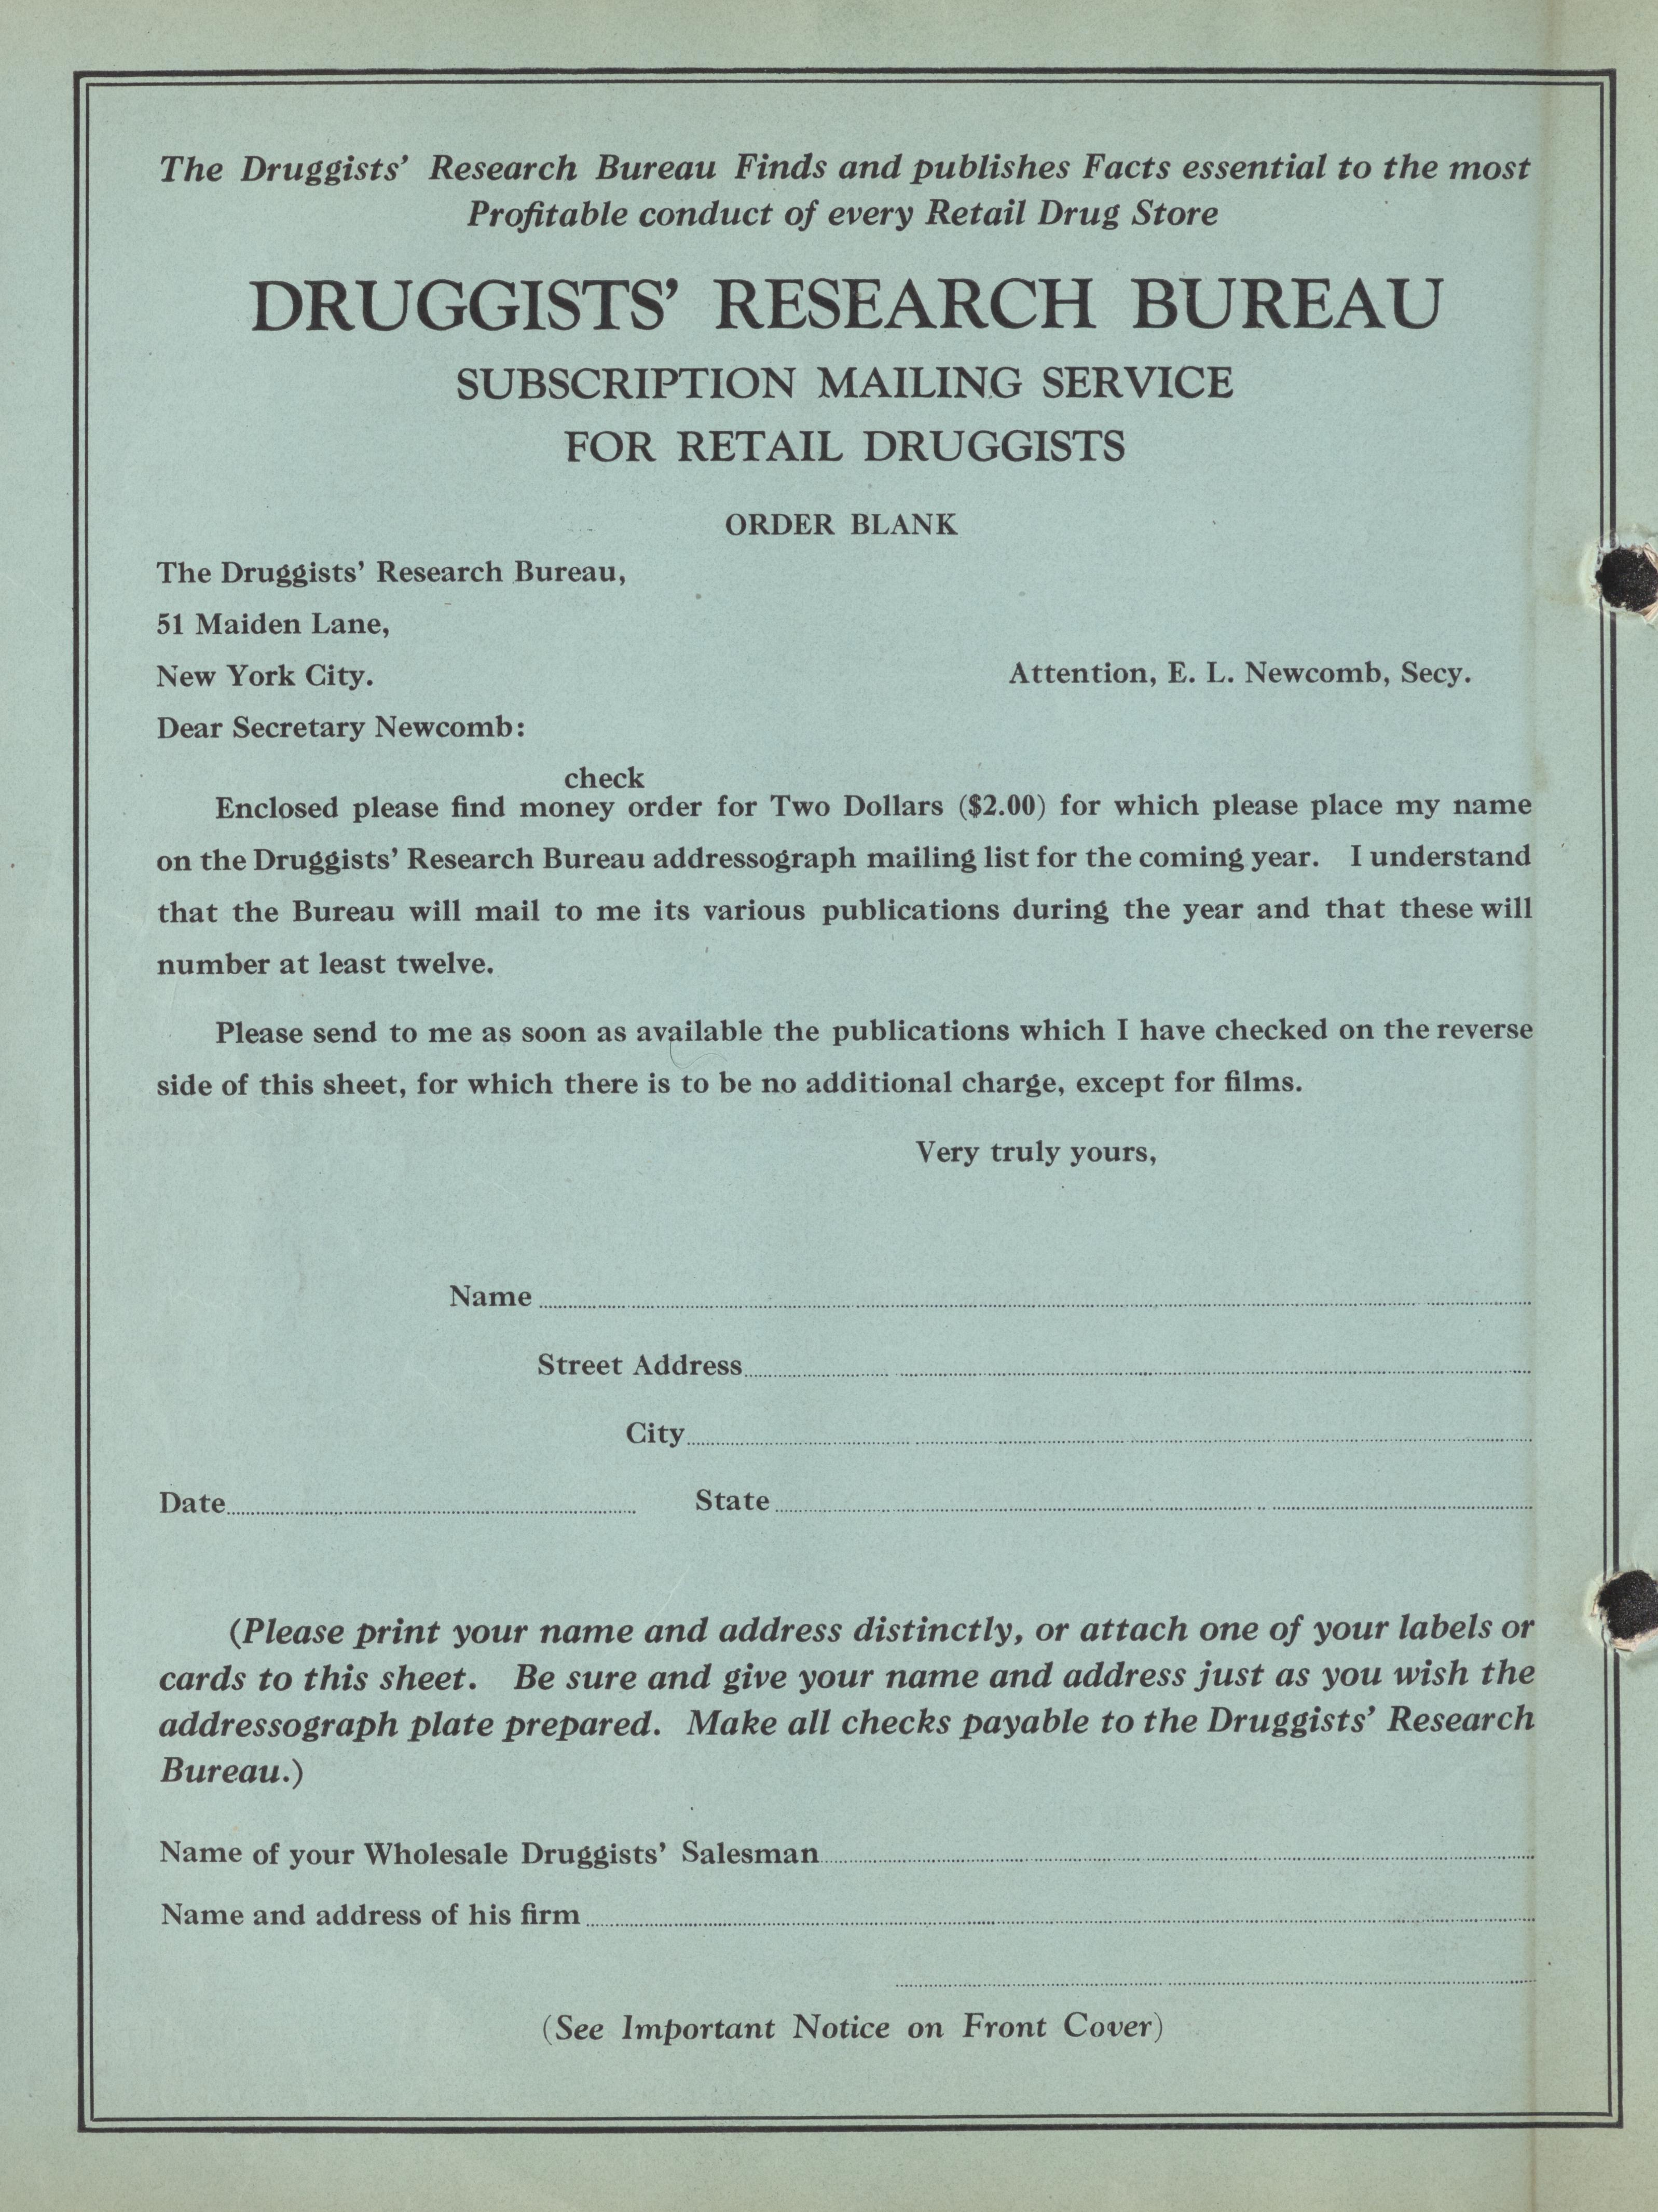 The Druggists' Research Bureau Finds and publishes Facts essential to the most
Profitable conduct of every Retail Drug Store
DRUGGISTS' RESEARCH BUREAU
SUBSCRIPTION MAILING SERVICE
FOR RETAIL DRUGGISTS
ORDER BLANK
The Druggists' Research Bureau,
51 Maiden Lane,
New York City.
Attention, E. L. Newcomb, Secy.
Dear Secretary Newcomb:
check
Enclosed please find money order for Two Dollars ($2.00) for which please place my name
on the Druggists' Research Bureau addressograph mailing list for the coming year. I understand
that the Bureau will mail to me its various publications during the year and that these will
number at least twelve.
Please send to me as soon as available the publications which I have checked on the reverse
side of this sheet, for which there is to be no additional charge, except for films.
Very truly yours,
Name
Street Address
City
Date State
(Please print your name and address distinctly, or attach one of your labels or
cards to this sheet. Be sure and give your name and address just as you wish the
addressograph plate prepared. Make all checks payable to the Druggists' Research
Bureau.)
Name of your Wholesale Druggists' Salesman
Name and address of his firm
(See Important Notice on Front Cover)